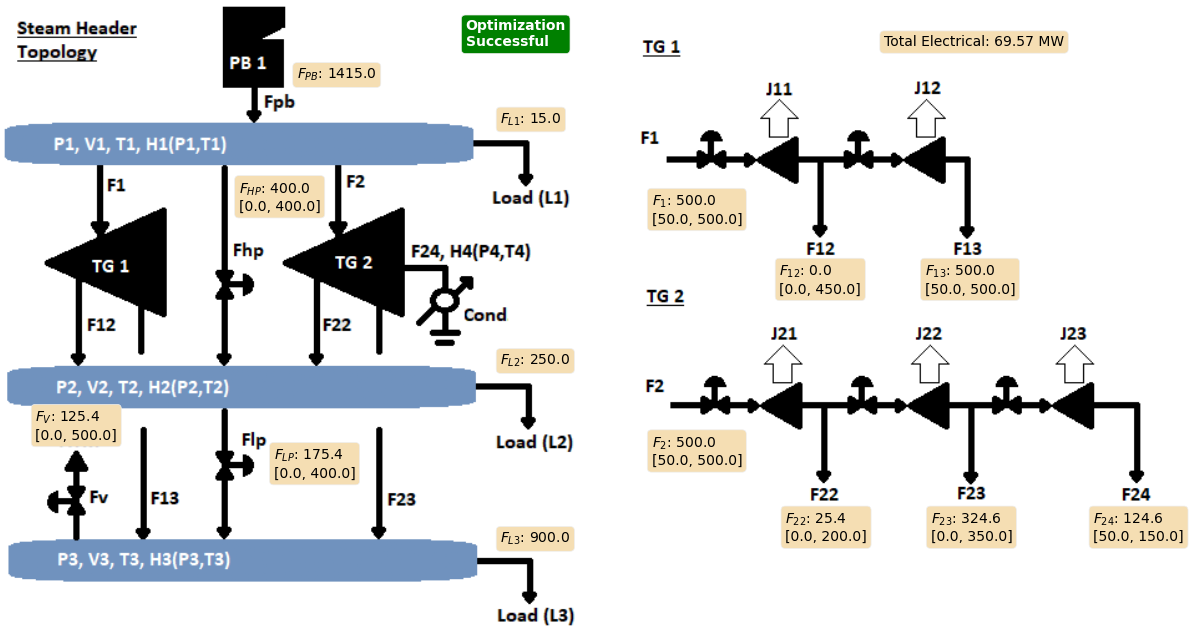 Steam Header
Topology
PB 1
F_PB: 1415.0
Optimization
Successful
Fpb
F_L1: 15.0
P1, V1, T1, H1(P1,T1)
F1
F_HP: 400.0
[0.0, 400.0]
F2
Load (L1)
Fhp
F24, H4(P4,T4)
TG 1
TG 2
Cond
F12
F22
F_L2: 250.0
P2, V2, T2, H2(P2,T2)
F_V: 125.4
[0.0, 500.0]
Flp
Load (L2)
F_LP: 175.4
[0.0, 400.0]
Fv
F13
F23
F_L3: 900.0
P3, V3, T3, H3(P3,T3)
Load (L3)
TG 1
Total Electrical: 69.57 MW
J11
J12
F1
F_1: 500.0
[50.0, 500.0]
F12
F13
F_12: 0.0
[0.0, 450.0]
F_13: 500.0
[50.0, 500.0]
TG 2
J21
J22
J23
F2
F_2: 500.0
[50.0, 500.0]
F22
F23
F24
F_22: 25.4
[0.0, 200.0]
F_23: 324.6
[0.0, 350.0]
F_24: 124.6
[50.0, 150.0]